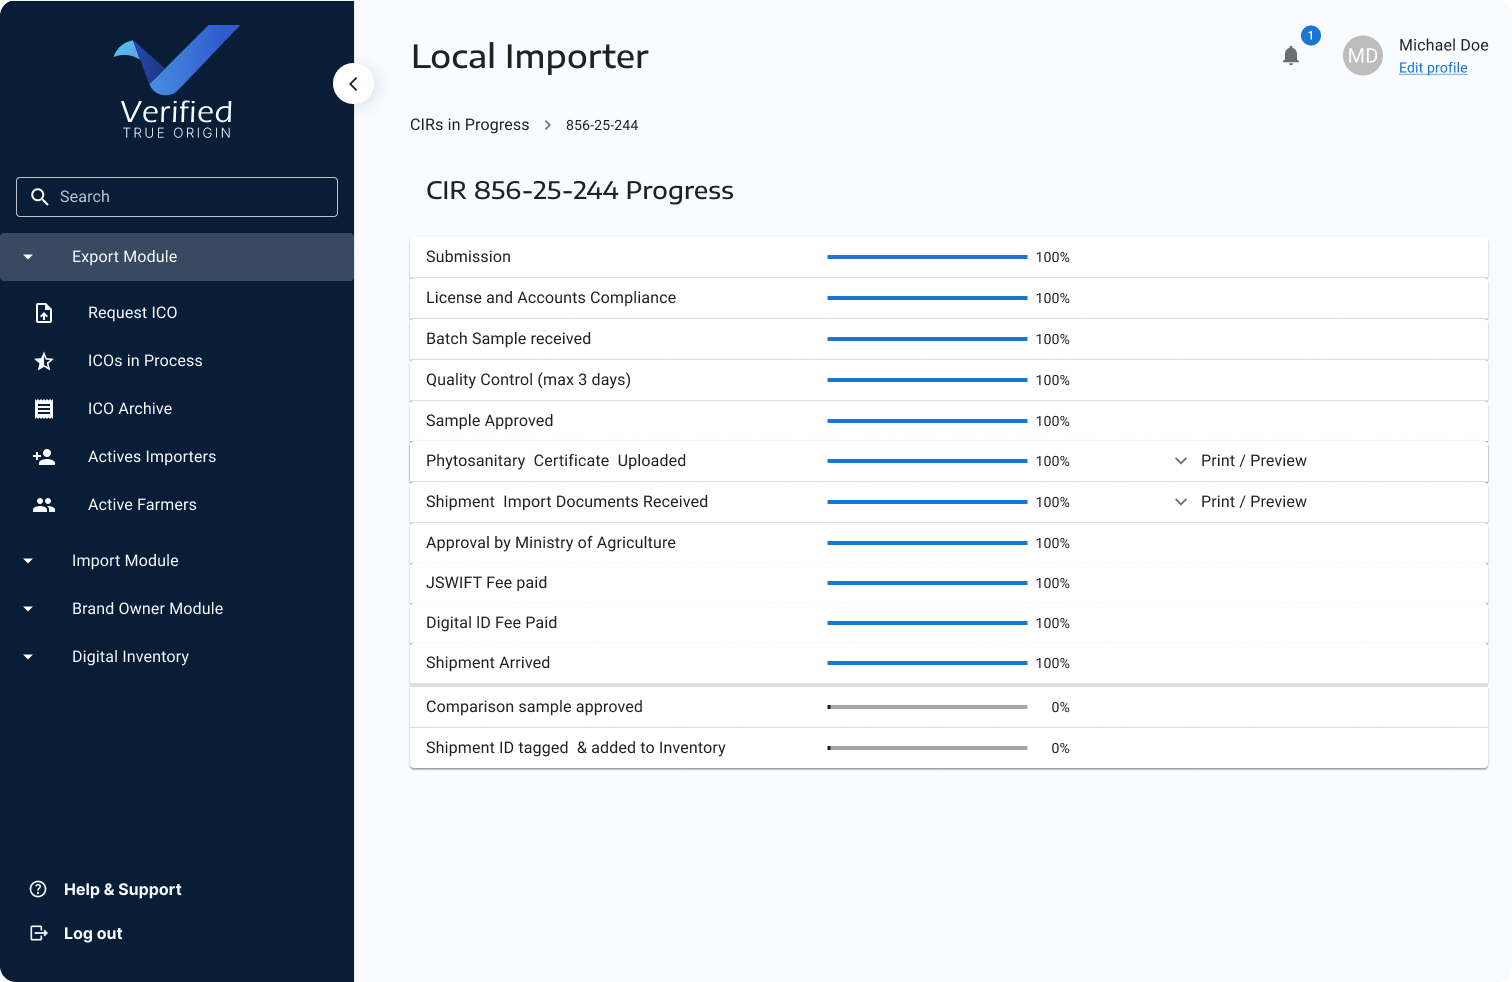 Verified
TRUE ORIGIN
Search
Export Module
Request ICO
ICOs in Process
ICO Archive
Actives Importers
Active Farmers
Import Module
Brand Owner Module
Digital Inventory
Help & Support
Log out
Local Importer
1
MD
Michael Doe
Edit profile
CIRs in Progress > 856-25-244
CIR 856-25-244 Progress
Submission 100%
License and Accounts Compliance 100%
Batch Sample received 100%
Quality Control (max 3 days) 100%
Sample Approved 100%
Phytosanitary Certificate Uploaded 100% Print / Preview
Shipment Import Documents Received 100% Print / Preview
Approval by Ministry of Agriculture 100%
JSWIFT Fee paid 100%
Digital ID Fee Paid 100%
Shipment Arrived 100%
Comparison sample approved 0%
Shipment ID tagged & added to Inventory 0%